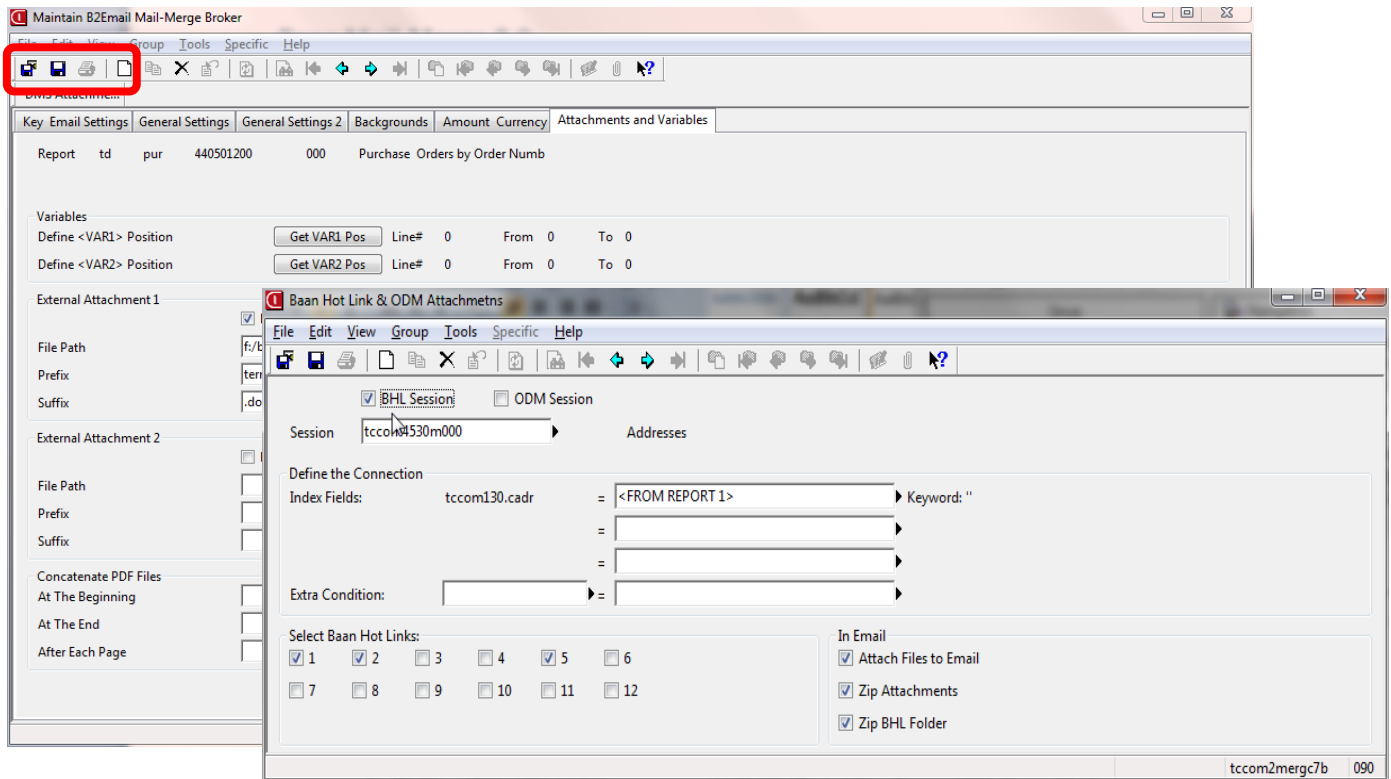 Maintain B2Email Mail-Merge Broker
File Edit View Group Tools Specific Help
DMS Attachme...
Key Email Settings General Settings General Settings 2 Backgrounds Amount Currency Attachments and Variables
Report td pur 440501200 000 Purchase Orders by Order Numb
Variables
Define <VAR1> Position Get VAR1 Pos Line# 0 From 0 To 0
Define <VAR2> Position Get VAR2 Pos Line# 0 From 0 To 0
External Attachment 1
File Path f:/b
Prefix terr
Suffix .do
External Attachment 2
File Path
Prefix
Suffix
Concatenate PDF Files
At The Beginning
At The End
After Each Page
Baan Hot Link & ODM Attachmetns
File Edit View Group Tools Specific Help
BHL Session ODM Session
Session Addresses
Define the Connection
Index Fields: tccom130.cadr = <FROM REPORT 1> Keyword: ''
=
=
Extra Condition: =
Select Baan Hot Links:
1 2 3 4 5 6
7 8 9 10 11 12
In Email
Attach Files to Email
Zip Attachments
Zip BHL Folder
tccom2mergc7b 090